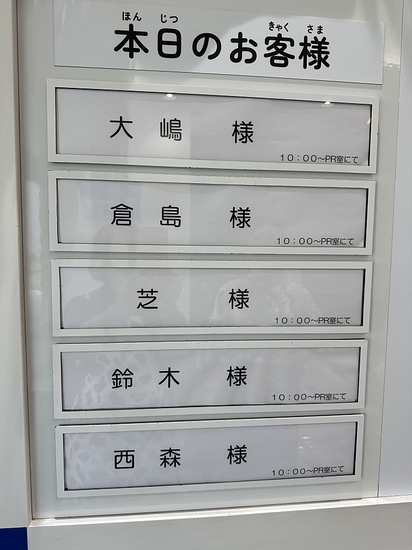 ほん じつ きゃく さま
本日のお客様
大嶋 様
10:00～PR室にて
倉島 様
10:00～PR室にて
芝 様
10:00～PR室にて
鈴木 様
10:00～PR室にて
西森 様
10:00～PR室にて